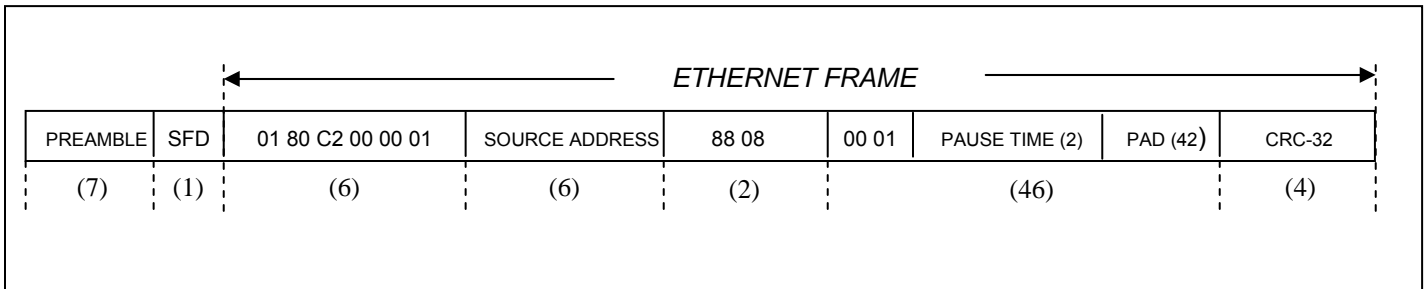 ETHERNET FRAME
PREAMBLE SFD 01 80 C2 00 00 01 SOURCE ADDRESS 88 08 00 01 PAUSE TIME (2) PAD (42) CRC-32
(7) (1) (6) (6) (2) (46) (4)